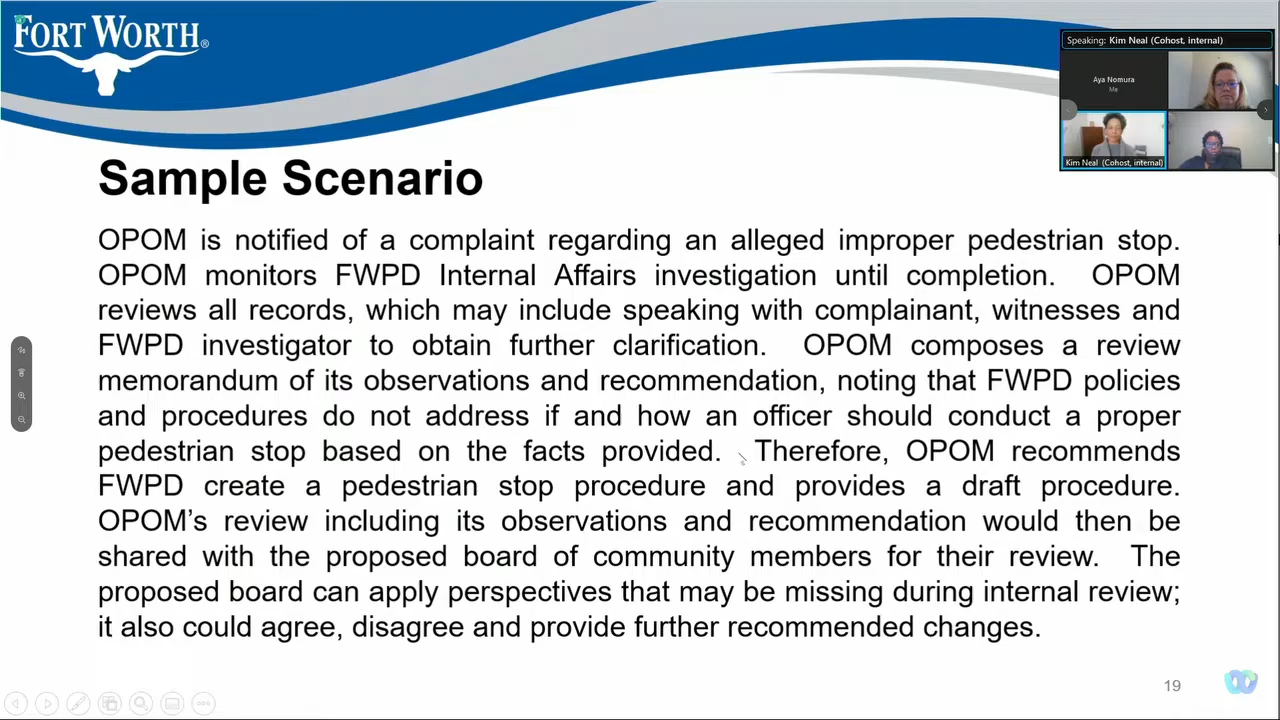 FORT WORTH®
Speaking: Kim Neal (Cohost, internal)
Aya Nomura
Me
Kim Neal (Cohost, internal)
Sample Scenario
OPOM is notified of a complaint regarding an alleged improper pedestrian stop.
OPOM monitors FWPD Internal Affairs investigation until completion. OPOM
reviews all records, which may include speaking with complainant, witnesses and
FWPD investigator to obtain further clarification. OPOM composes a review
memorandum of its observations and recommendation, noting that FWPD policies
and procedures do not address if and how an officer should conduct a proper
pedestrian stop based on the facts provided. Therefore, OPOM recommends
FWPD create a pedestrian stop procedure and provides a draft procedure.
OPOM’s review including its observations and recommendation would then be
shared with the proposed board of community members for their review. The
proposed board can apply perspectives that may be missing during internal review;
it also could agree, disagree and provide further recommended changes.
19